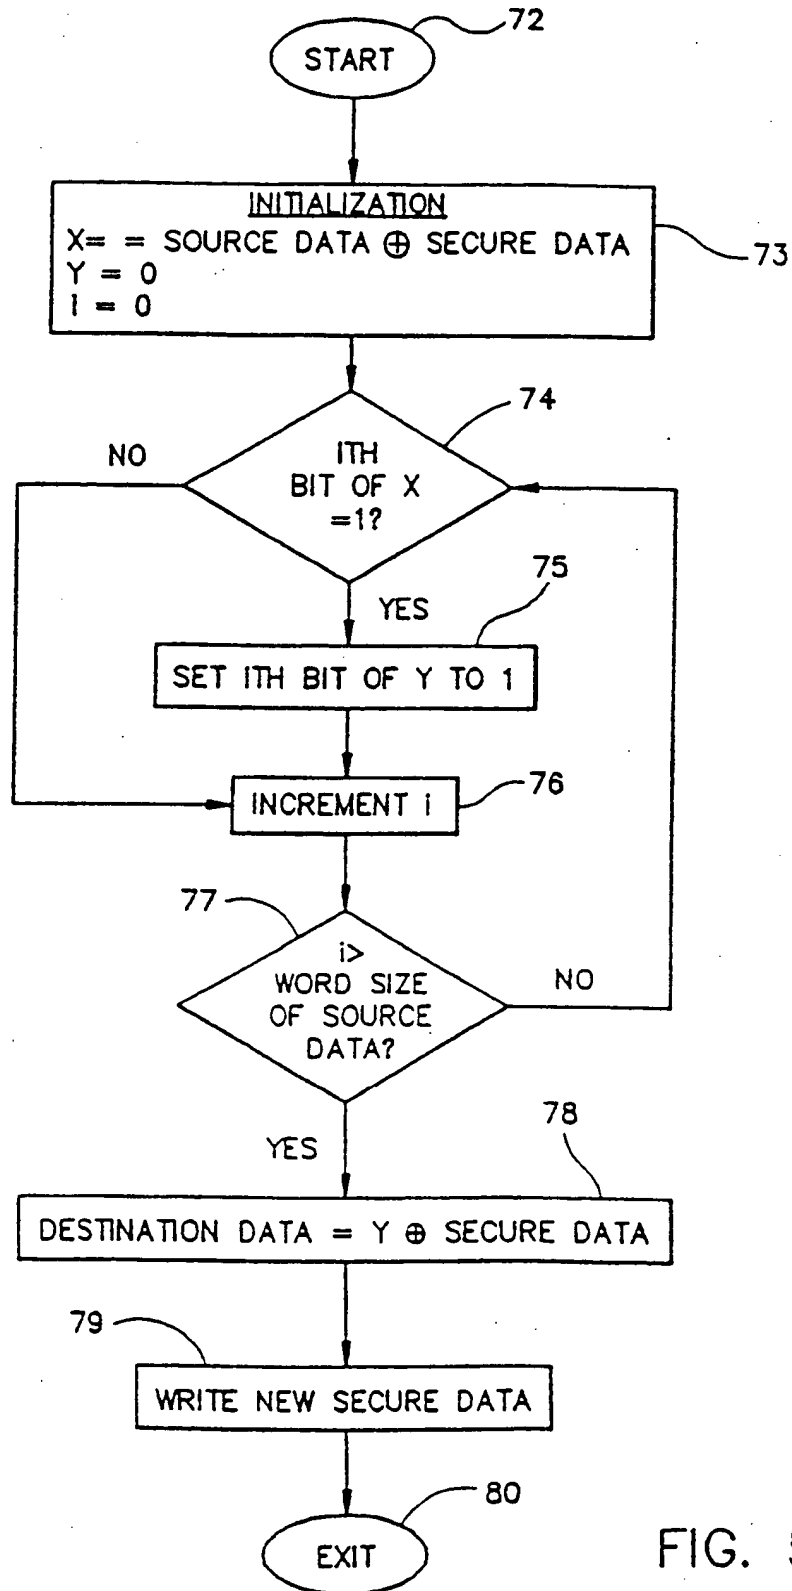 72
START
INITIALIZATION
X= = SOURCE DATA ⊕ SECURE DATA
Y = 0
I = 0
73
74
NO
ITH
BIT OF X
=1?
75
YES
SET ITH BIT OF Y TO 1
76
INCREMENT i
77
i>
WORD SIZE
OF SOURCE
DATA?
NO
YES
78
DESTINATION DATA = Y ⊕ SECURE DATA
79
WRITE NEW SECURE DATA
80
EXIT
FIG.